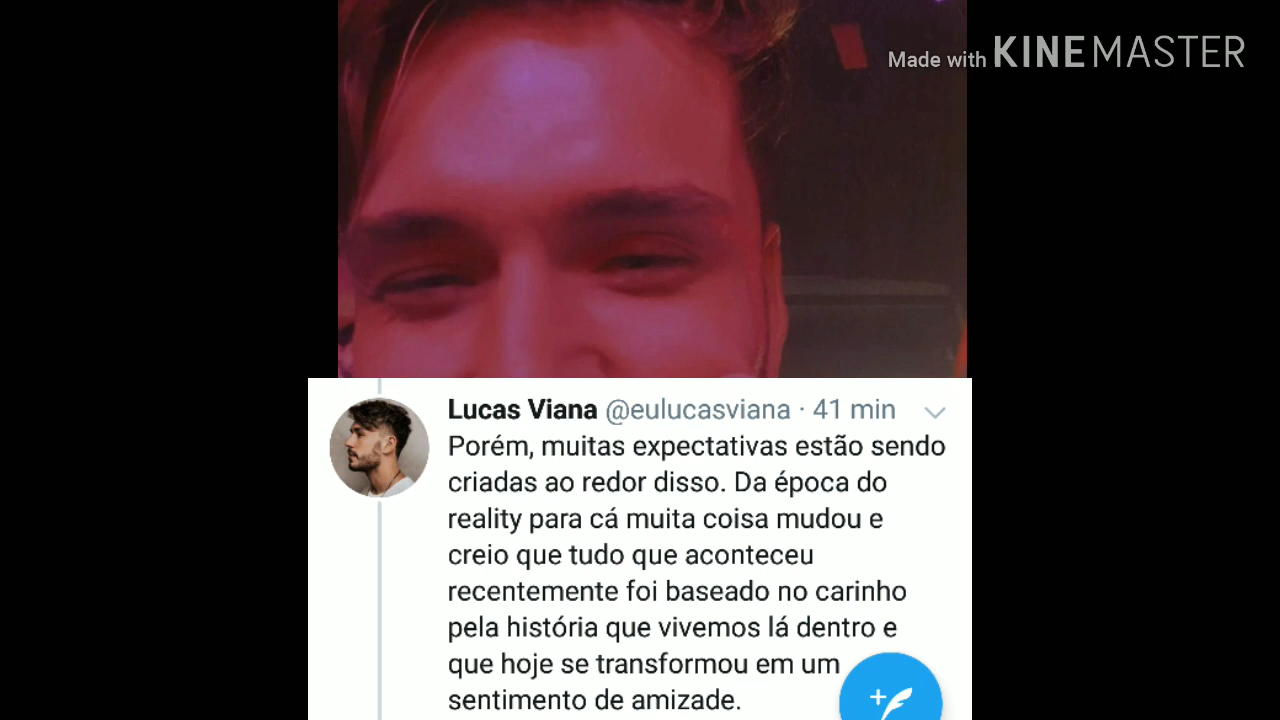 Made with KINEMASTER
Lucas Viana @eulucasviana · 41 min
Porém, muitas expectativas estão sendo
criadas ao redor disso. Da época do
reality para cá muita coisa mudou e
creio que tudo que aconteceu
recentemente foi baseado no carinho
pela história que vivemos lá dentro e
que hoje se transformou em um
sentimento de amizade.